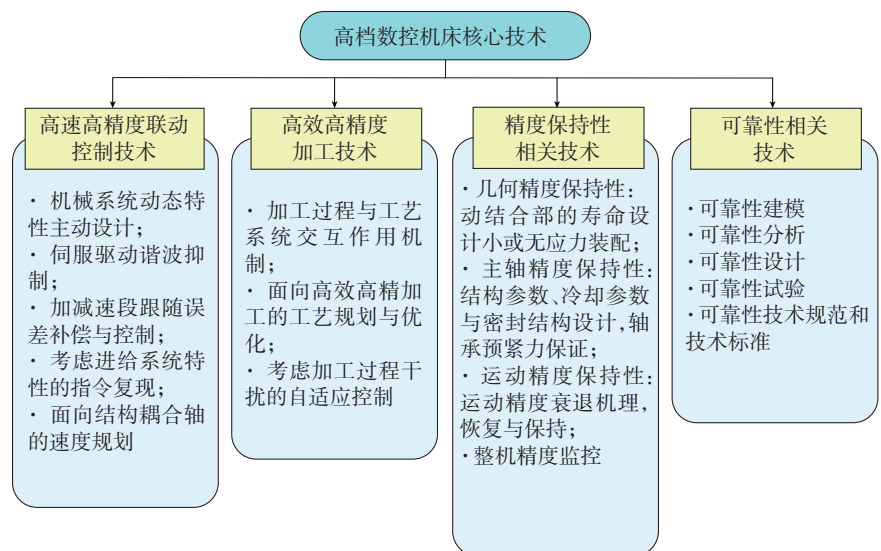 高档数控机床核心技术
高速高精度联动
控制技术
· 机械系统动态特
性主动设计；
· 伺服驱动谐波抑
制；
· 加减速段跟随误
差补偿与控制；
· 考虑进给系统特
性的指令复现；
· 面向结构耦合轴
的速度规划
高效高精度
加工技术
· 加工过程与工艺
系统交互作用机
制；
· 面向高效高精加
工的工艺规划与优
化；
· 考虑加工过程干
扰的自适应控制
精度保持性
相关技术
·几何精度保持性：
动结合部的寿命设
计小或无应力装配；
·主轴精度保持性：
结构参数、冷却参数
与密封结构设计，轴
承预紧力保证；
·运动精度保持性：
运动精度衰退机理，
恢复与保持；
·整机精度监控
可靠性相关
技术
·可靠性建模
·可靠性分析
·可靠性设计
·可靠性试验
·可靠性技术规范和
技术标准